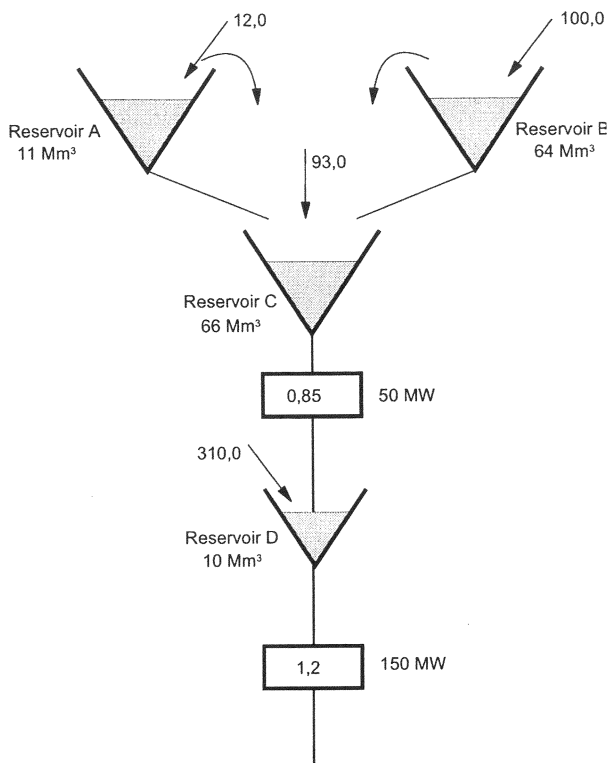 12,0
100,0
Reservoir A
11 Mm³
Reservoir B
64 Mm³
93,0
Reservoir C
66 Mm³
0,85
50 MW
310,0
Reservoir D
10 Mm³
1,2
150 MW